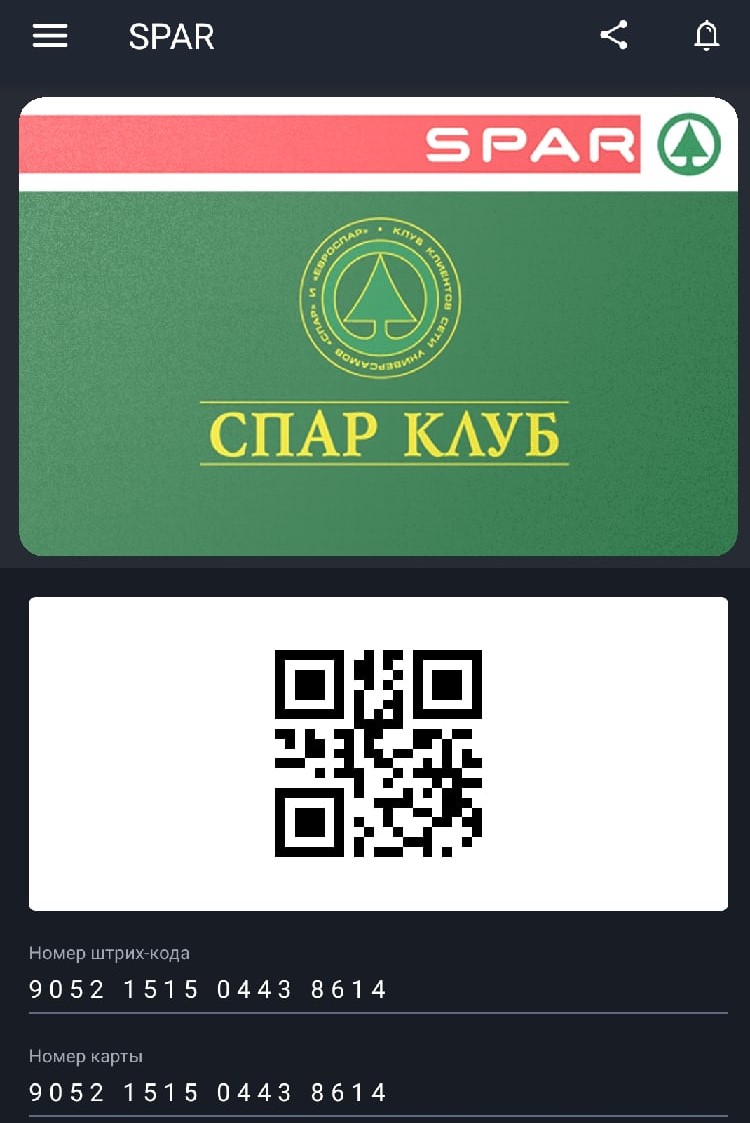 SPAR
SPAR
КЛУБ КЛИЕНТОВ СЕТИ УНИВЕРСАМОВ «СПАР» И «ЕВРОСПАР» •
СПАР КЛУБ
Номер штрих-кода
9052 1515 0443 8614
Номер карты
9052 1515 0443 8614